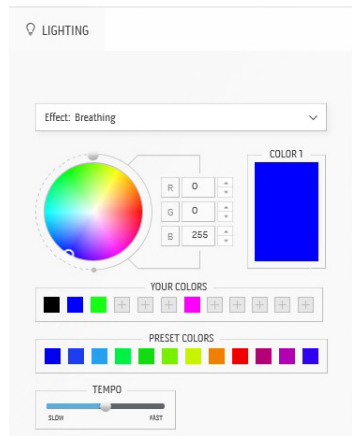 LIGHTING
Effect: Breathing
COLOR 1
R 0
G 0
B 255
YOUR COLORS
PRESET COLORS
TEMPO
SLOW FAST